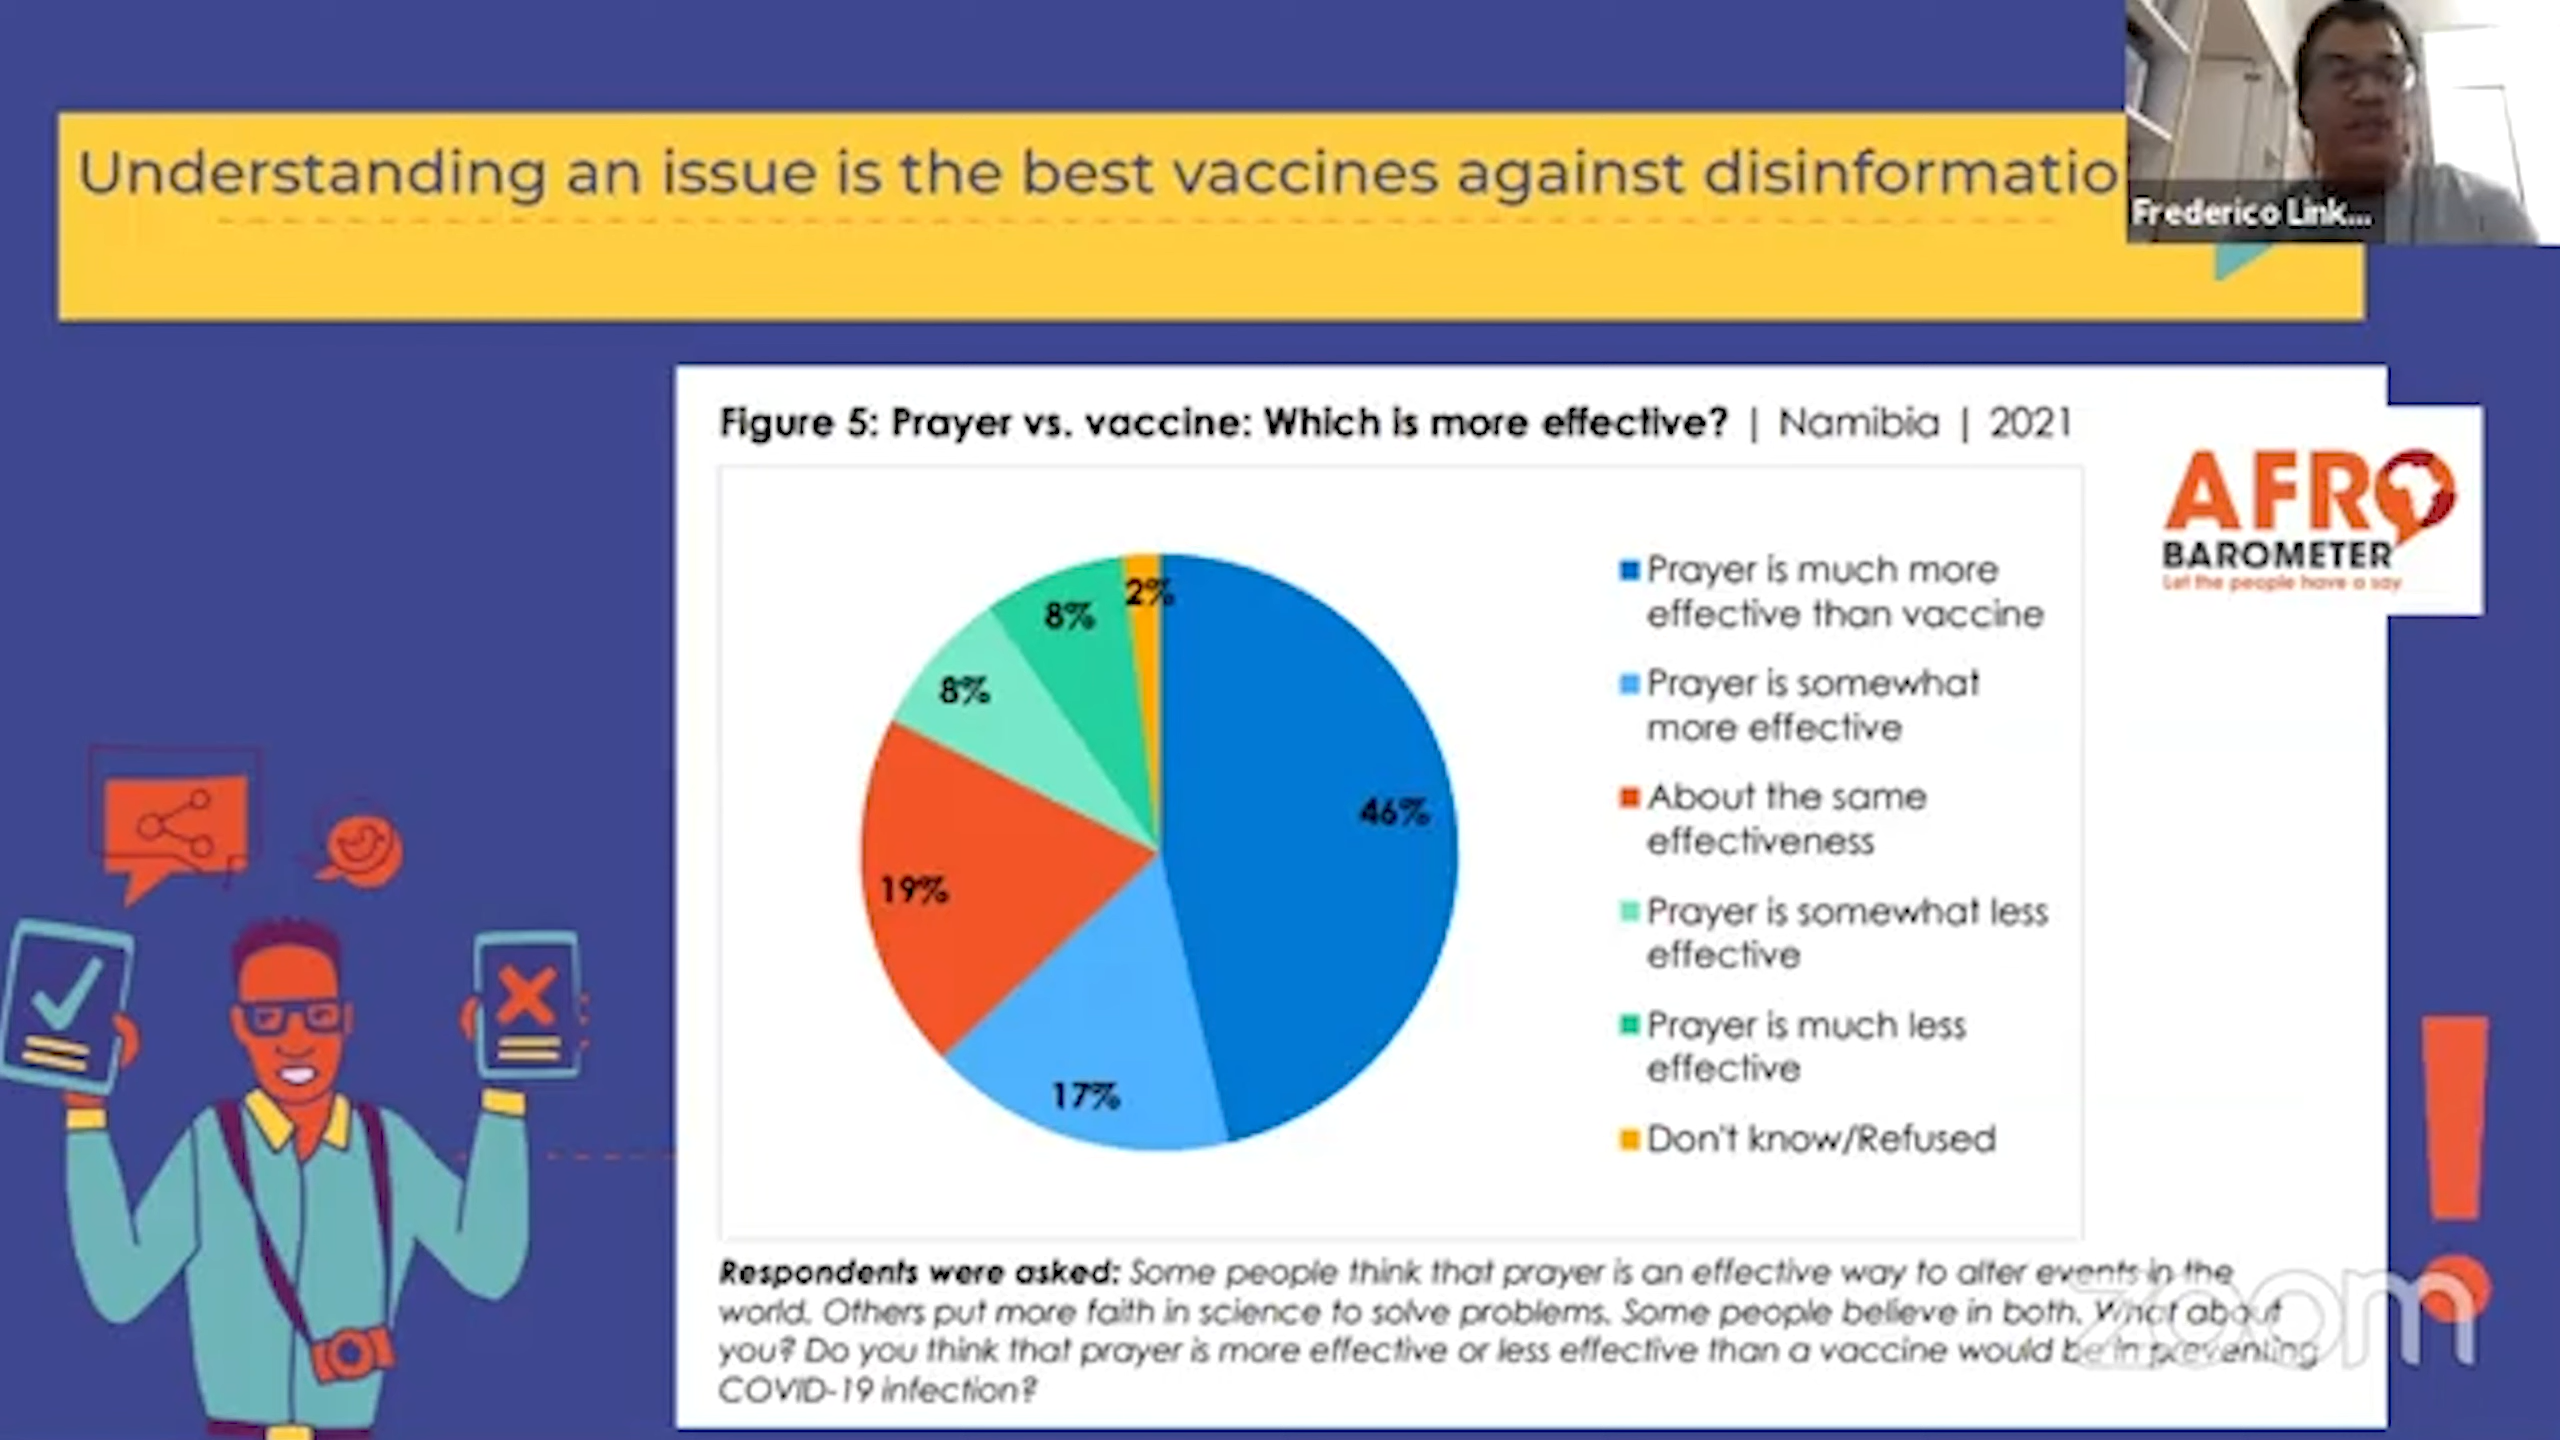 Understanding an issue is the best vaccines against disinformatio
Frederico Link...
Figure 5: Prayer vs. vaccine: Which is more effective? | Namibia | 2021
AFRO
BAROMETER
Let the people have a say
2%
8%
8%
46%
19%
17%
Prayer is much more
effective than vaccine
Prayer is somewhat
more effective
About the same
effectiveness
Prayer is somewhat less
effective
Prayer is much less
effective
Don't know/Refused
Respondents were asked: Some people think that prayer is an effective way to alter events in the
world. Others put more faith in science to solve problems. Some people believe in both. What about
you? Do you think that prayer is more effective or less effective than a vaccine would be in preventing
COVID-19 infection?
zoom